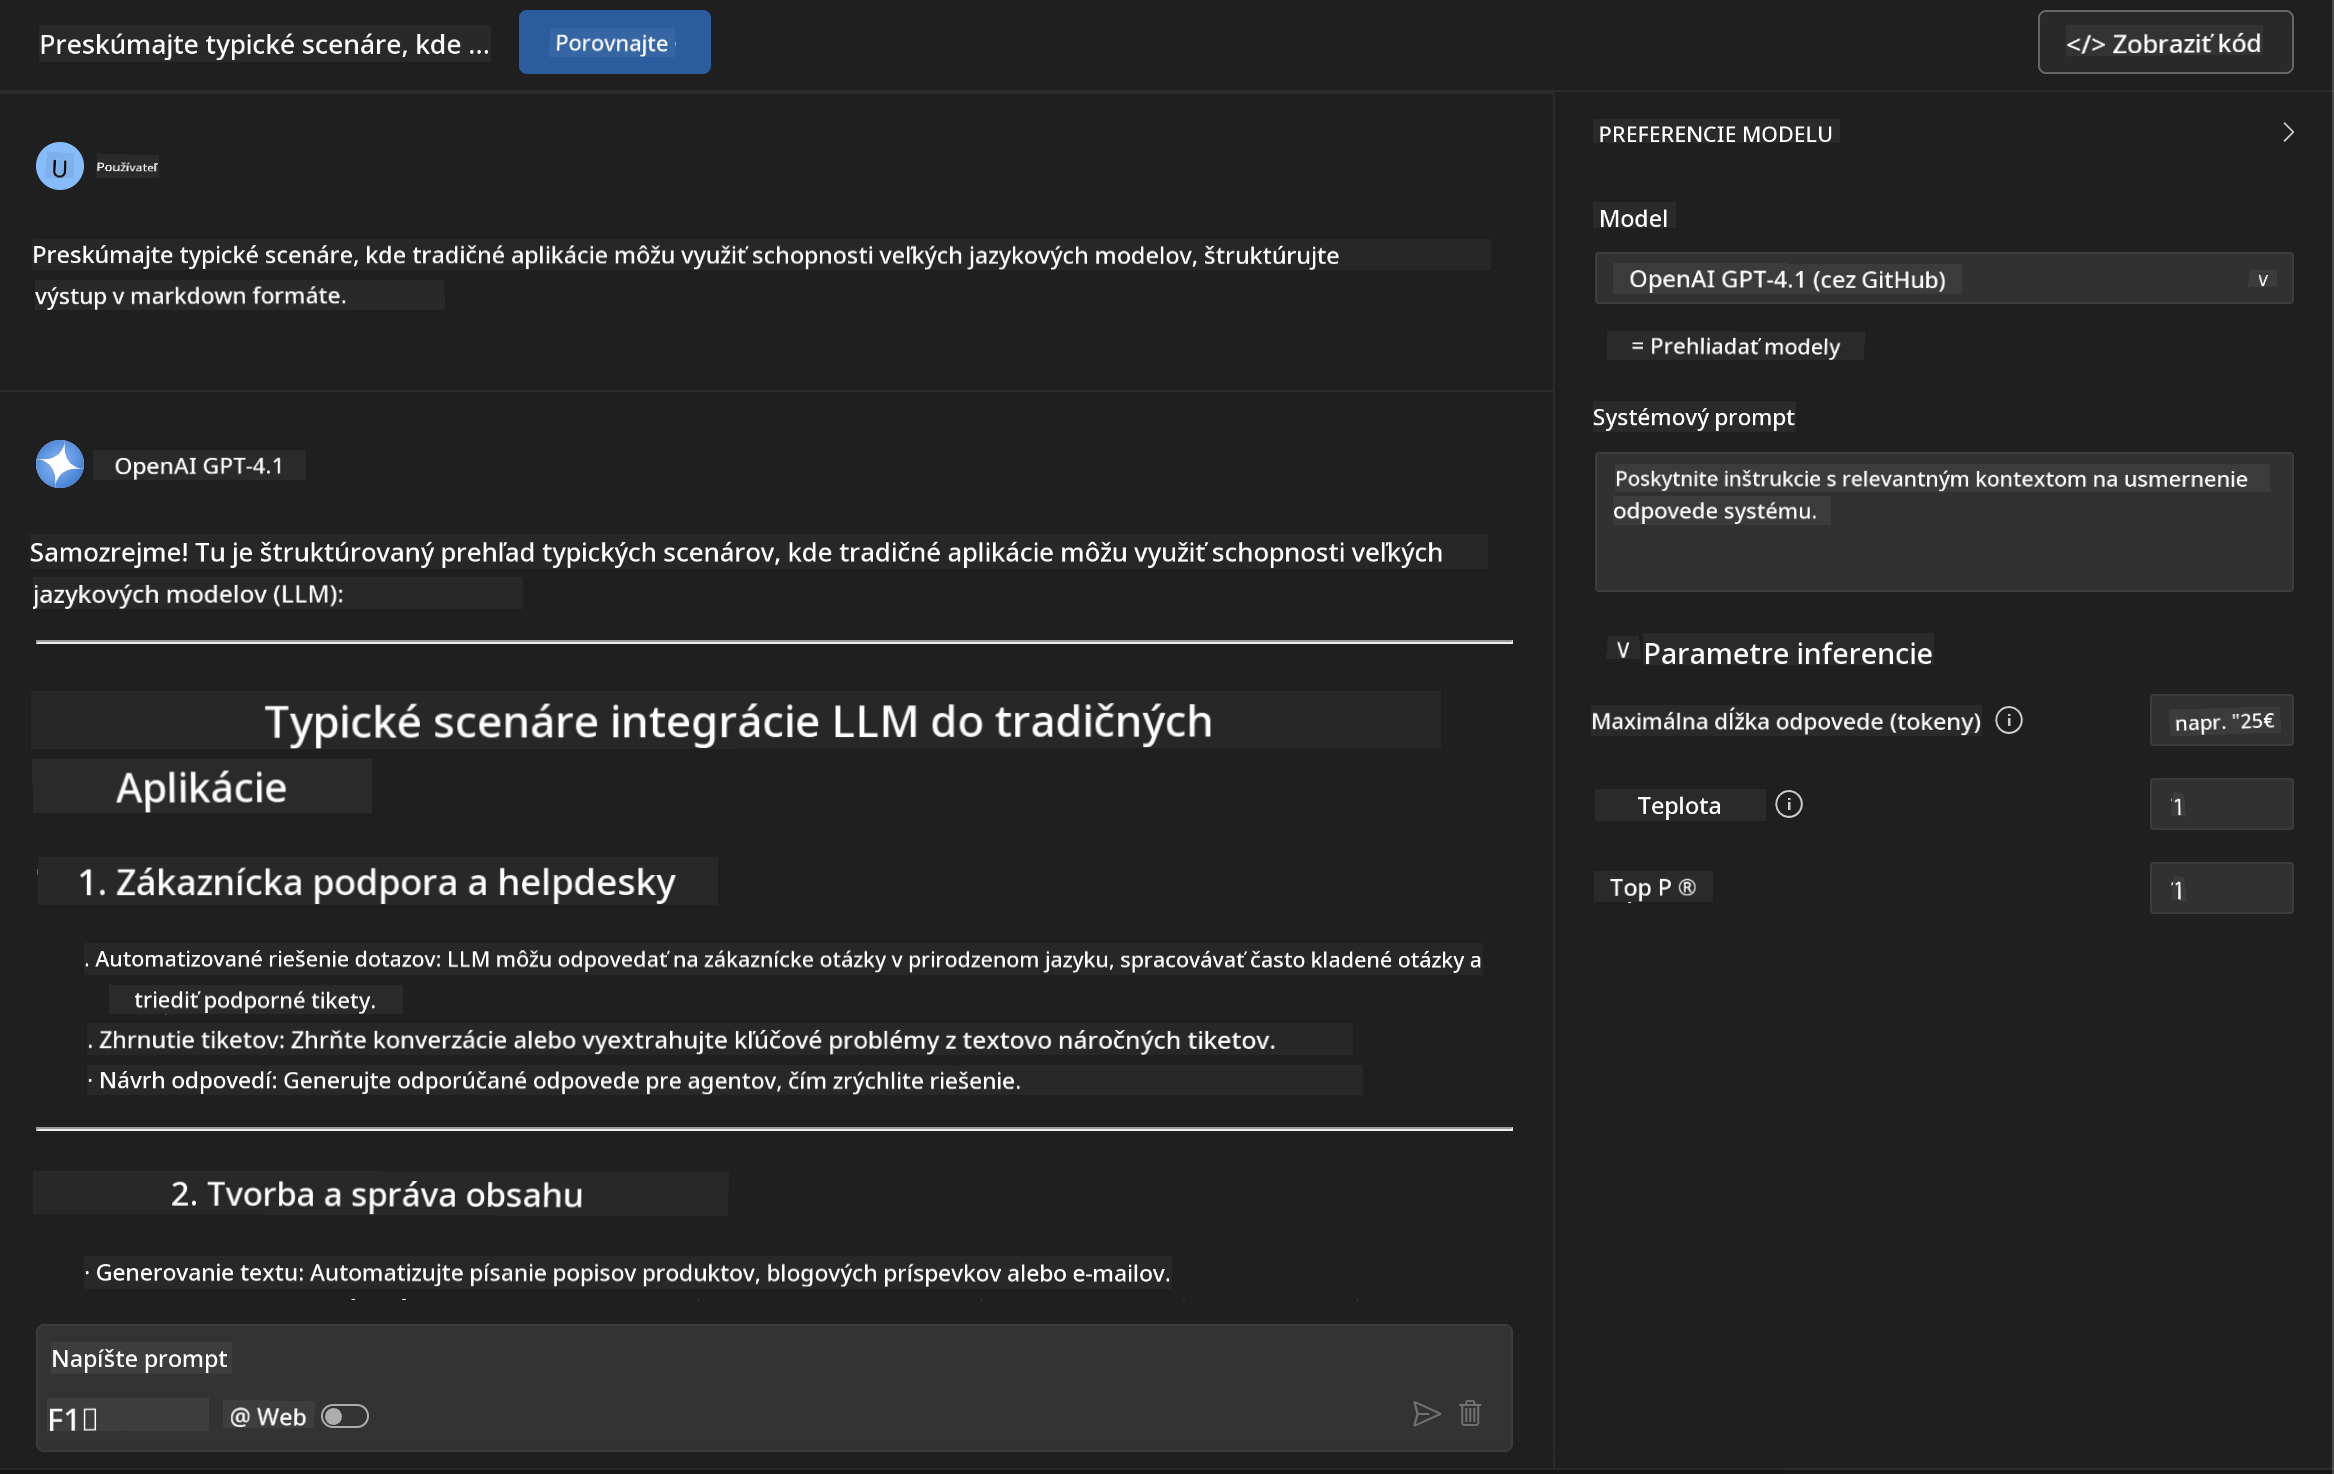 Preskúmajte typické scenáre, kde ...
Porovnajte
</> Zobraziť kód
U
Používateľ
Preskúmajte typické scenáre, kde tradičné aplikácie môžu využiť schopnosti veľkých jazykových modelov, štruktúrujte
výstup v markdown formáte.
OpenAI GPT-4.1
Samozrejme! Tu je štruktúrovaný prehľad typických scenárov, kde tradičné aplikácie môžu využiť schopnosti veľkých
jazykových modelov (LLM):
Typické scenáre integrácie LLM do tradičných
Aplikácie
1. Zákaznícka podpora a helpdesky
. Automatizované riešenie dotazov: LLM môžu odpovedať na zákaznícke otázky v prirodzenom jazyku, spracovávať často kladené otázky a
triediť podporné tikety.
. Zhrnutie tiketov: Zhrňte konverzácie alebo vyextrahujte kľúčové problémy z textovo náročných tiketov.
· Návrh odpovedí: Generujte odporúčané odpovede pre agentov, čím zrýchlite riešenie.
2. Tvorba a správa obsahu
· Generovanie textu: Automatizujte písanie popisov produktov, blogových príspevkov alebo e-mailov.
Napíšte prompt
F1
@ Web
PREFERENCIE MODELU
Model
OpenAI GPT-4.1 (cez GitHub)
v
= Prehliadať modely
Systémový prompt
Poskytnite inštrukcie s relevantným kontextom na usmernenie
odpovede systému.
V Parametre inferencie
Maximálna dĺžka odpovede (tokeny)
napr. "25€
Teplota
1
Top P ®
1